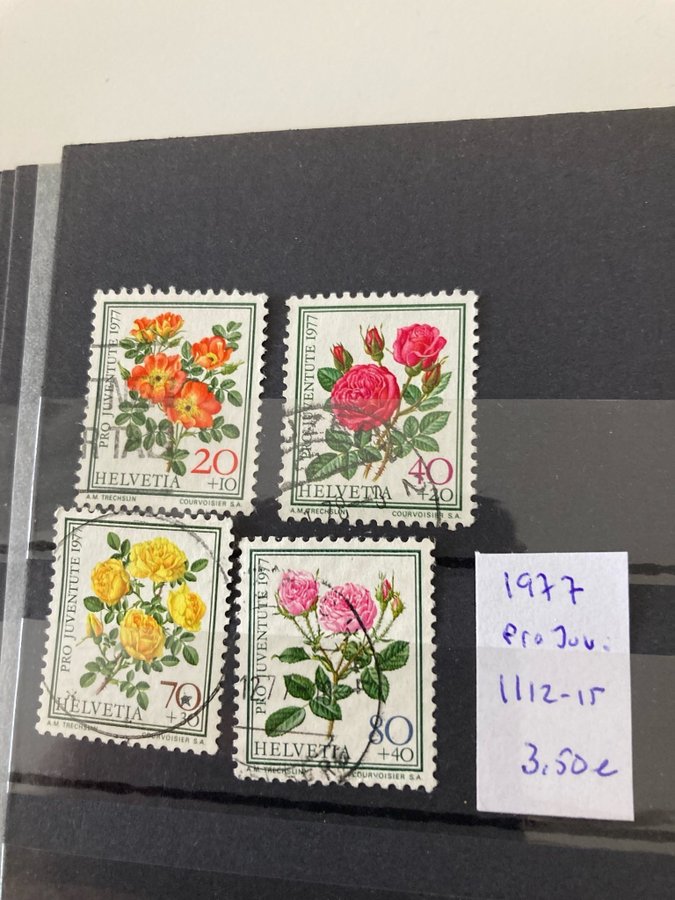 PRO JUVENTUTE 1977
20
+10
HELVETIA
A.M. TRECHSLIN COURVOISIER S.A.
PRO JUVENTUTE 1977
40
+20
HELVETIA
A.M. TRECHSLIN COURVOISIER S.A.
PRO JUVENTUTE 1977
70
+30
HELVETIA
A.M. TRECHSLIN COURVOISIER S.A.
PRO JUVENTUTE 1977
80
+40
HELVETIA
A.M. TRECHSLIN COURVOISIER S.A.
1977
Pro Juv.
1112-15
3.50€